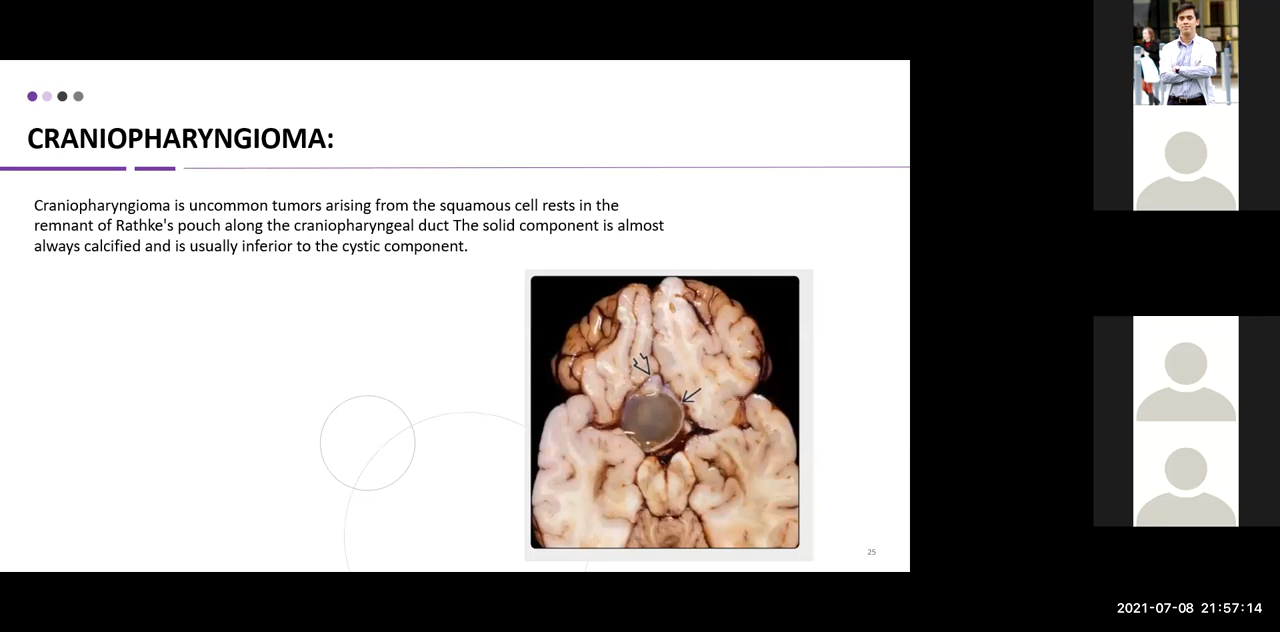 CRANIOPHARYNGIOMA:
Craniopharyngioma is uncommon tumors arising from the squamous cell rests in the
remnant of Rathke's pouch along the craniopharyngeal duct The solid component is almost
always calcified and is usually inferior to the cystic component.
25
2021-07-08 21:57:14